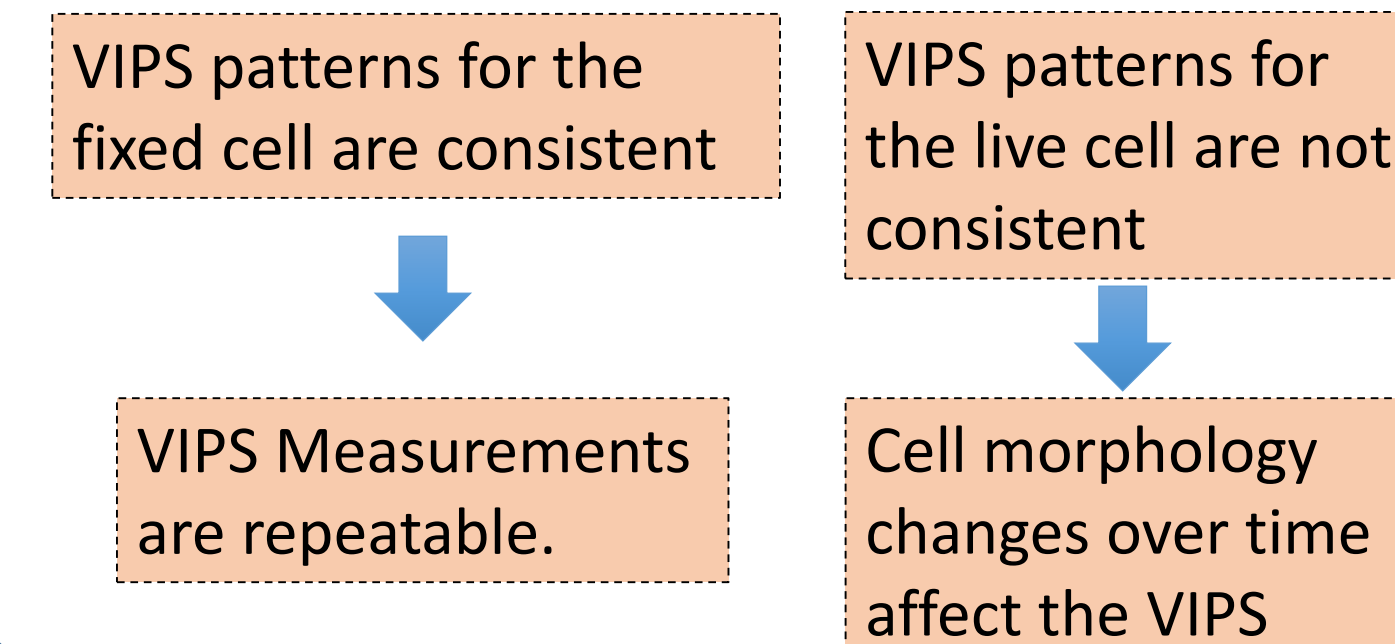 VIPS patterns for the
fixed cell are consistent
VIPS Measurements
are repeatable.
VIPS patterns for
the live cell are not
consistent
Cell morphology
changes over time
affect the VIPS